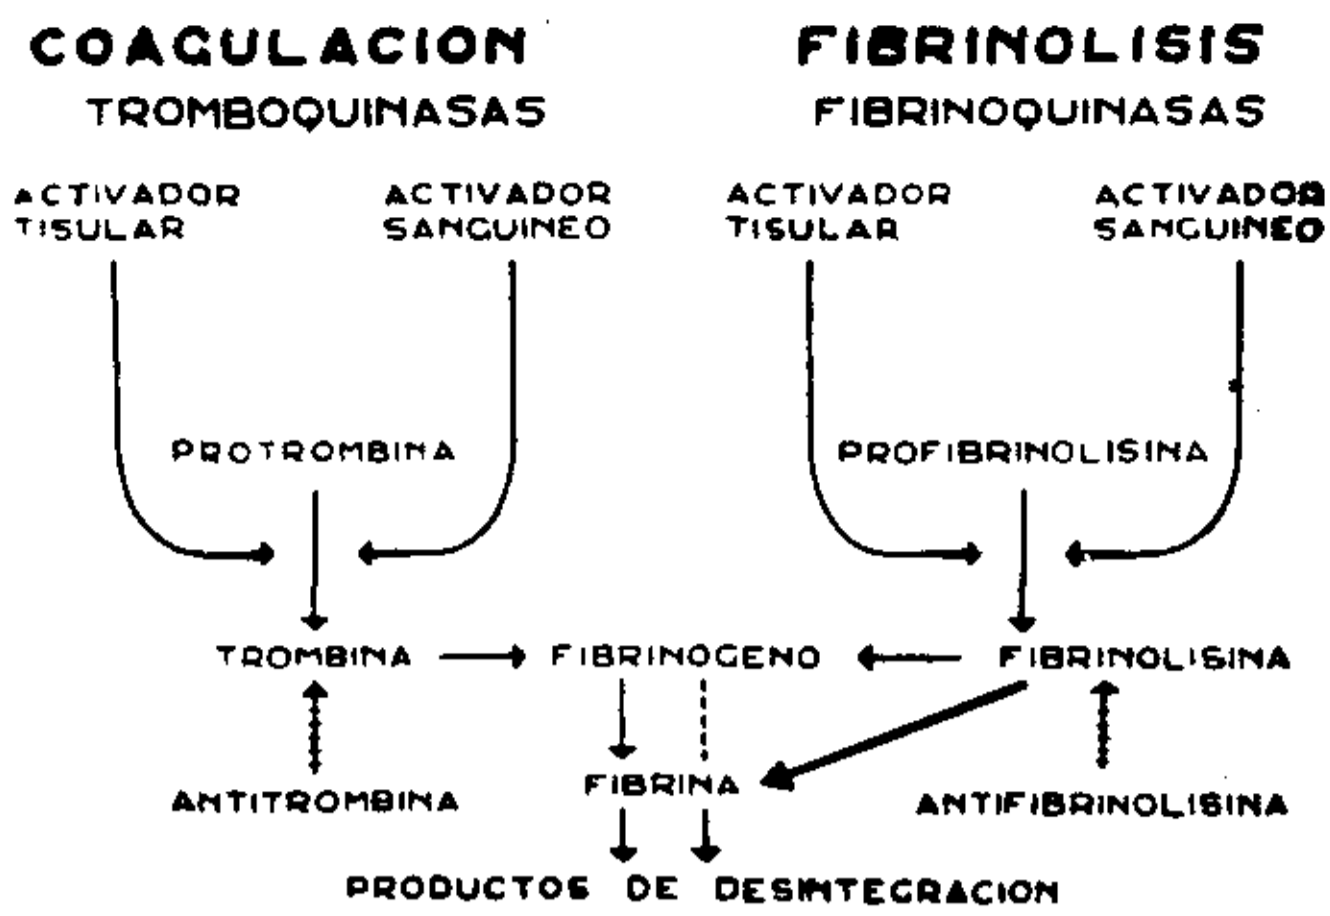 COAGULACION
TROMBOQUINASAS
FIBRINOLISIS
FIBRINOQUINASAS
ACTIVADOR
TISULAR
ACTIVADOR
SANGUINEO
ACTIVADOR
TISULAR
ACTIVADOR
SANGUINEO
PROTROMBINA
PROFIBRINOLISINA
TROMBINA
FIBRINOGENO
FIBRINOLISINA
ANTITROMBINA
FIBRINA
ANTIFIBRINOLISINA
PRODUCTOS DE DESINTEGRACION